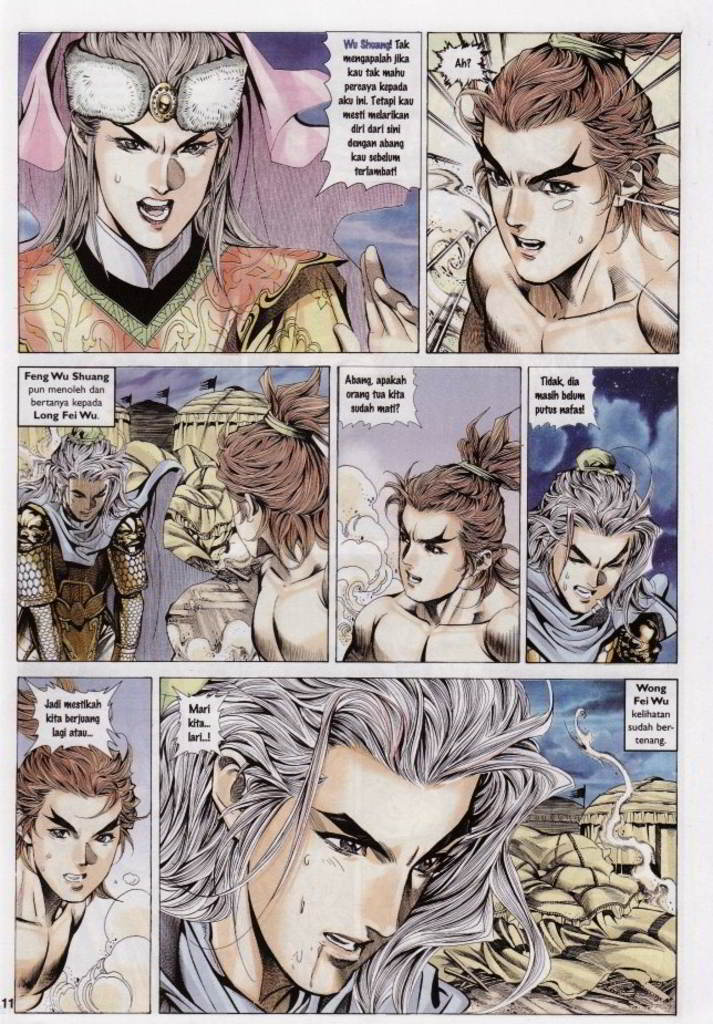 Wu Shuang! Tak
mengapalah jika
kau tak mahu
percaya kepada
aku ini. Tetapi kau
mesti melarikan
diri dari sini
dengan abang
kau sebelum
terlambat!
Ah?
Feng Wu Shuang
pun menoleh dan
bertanya kepada
Long Fei Wu.
Abang, apakah
orang tua kita
sudah mati?
Tidak, dia
masih belum
putus nafas!
Jadi mestikah
kita berjuang
lagi atau...
Mari
kita...
lari..!
Wong
Fei Wu
kelihatan
sudah ber-
tenang.
11